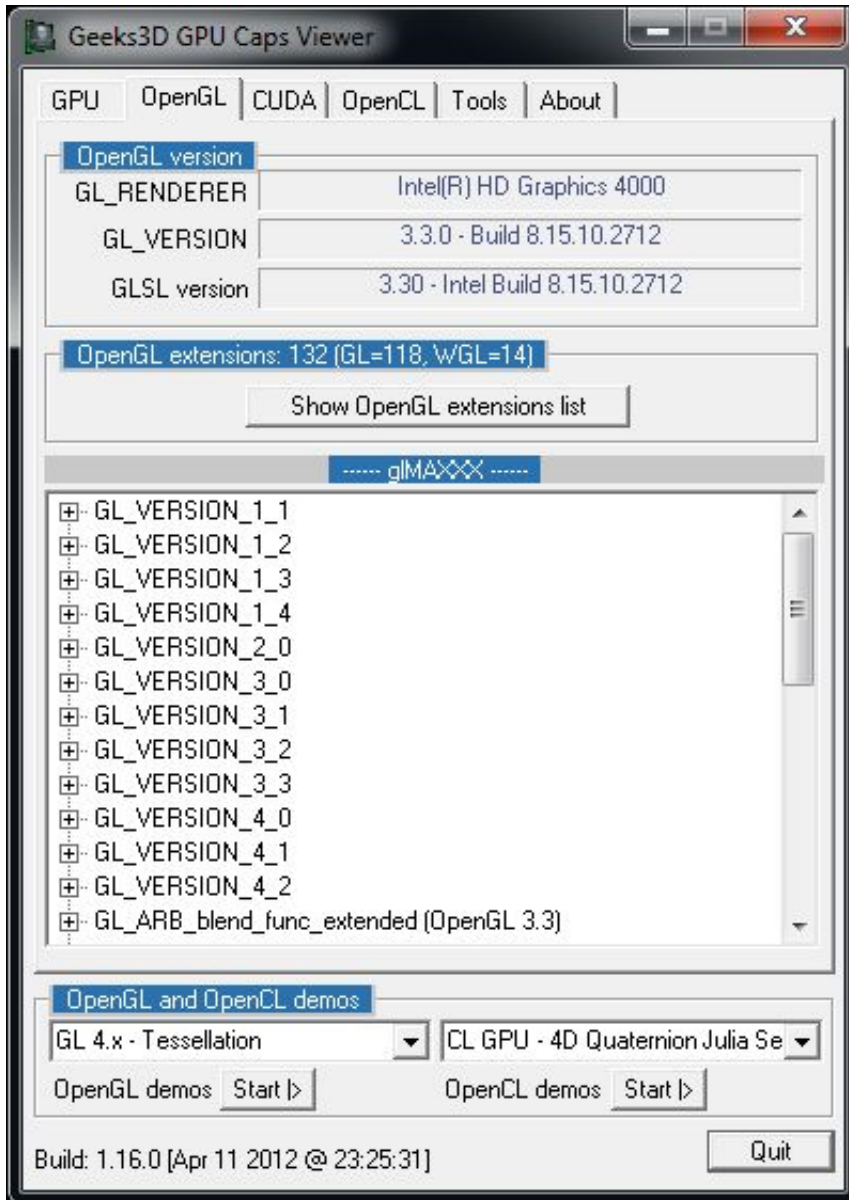 Geeks3D GPU Caps Viewer
GPU OpenGL CUDA OpenCL Tools About
OpenGL version
GL_RENDERER Intel(R) HD Graphics 4000
GL_VERSION 3.3.0 - Build 8.15.10.2712
GLSL version 3.30 - Intel Build 8.15.10.2712
OpenGL extensions: 132 (GL=118, WGL=14)
Show OpenGL extensions list
------ glMAXXX ------
GL_VERSION_1_1
GL_VERSION_1_2
GL_VERSION_1_3
GL_VERSION_1_4
GL_VERSION_2_0
GL_VERSION_3_0
GL_VERSION_3_1
GL_VERSION_3_2
GL_VERSION_3_3
GL_VERSION_4_0
GL_VERSION_4_1
GL_VERSION_4_2
GL_ARB_blend_func_extended (OpenGL 3.3)
OpenGL and OpenCL demos
GL 4.x - Tessellation CL GPU - 4D Quaternion Julia Se
OpenGL demos Start |> OpenCL demos Start |>
Build: 1.16.0 [Apr 11 2012 @ 23:25:31] Quit